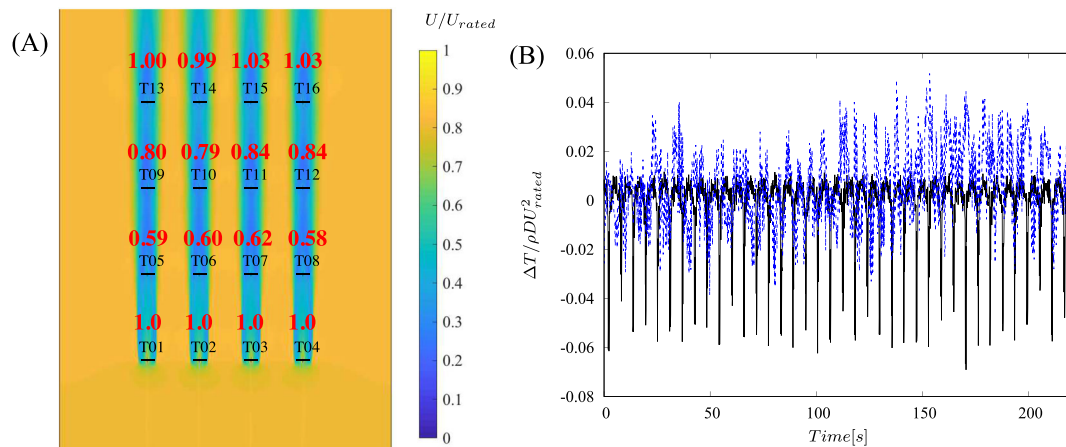 (A)
U/U_rated
1.00 0.99 1.03 1.03
T13 T14 T15 T16
0.80 0.79 0.84 0.84
T09 T10 T11 T12
0.59 0.60 0.62 0.58
T05 T06 T07 T08
1.0 1.0 1.0 1.0
T01 T02 T03 T04
1
0.9
0.8
0.7
0.6
0.5
0.4
0.3
0.2
0.1
0
(B)
ΔT/ρDU²_rated
0.06
0.04
0.02
0
-0.02
-0.04
-0.06
-0.08
0 50 100 150 200
Time[s]